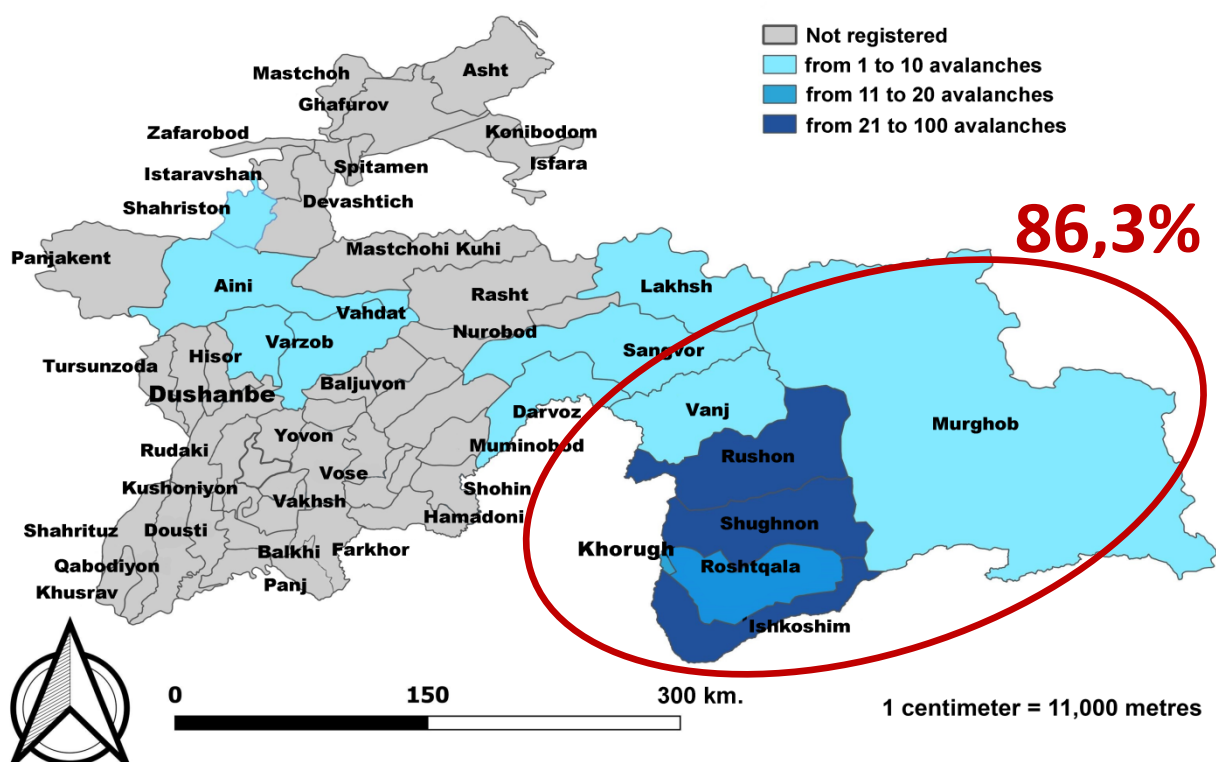 Not registered
from 1 to 10 avalanches
from 11 to 20 avalanches
from 21 to 100 avalanches
86,3%
Mastchoh
Asht
Ghafurov
Zafarobod
Konibodom
Isfara
Spitamen
Istaravshan
Devashtich
Shahriston
Panjakent
Mastchohi Kuhi
Aini
Lakhsh
Rasht
Vahdat
Nurobod
Varzob
Sangvor
Hisor
Tursunzoda
Baljuvon
Dushanbe
Darvoz
Vanj
Murghob
Yovon
Muminobod
Rudaki
Rushon
Vose
Kushoniyon
Vakhsh
Shohin
Hamadoni
Shughnon
Shahrituz
Dousti
Balkhi
Farkhor
Khorugh
Roshtqala
Qabodiyon
Panj
Khusrav
Ishkoshim
0 150 300 km.
1 centimeter = 11,000 metres